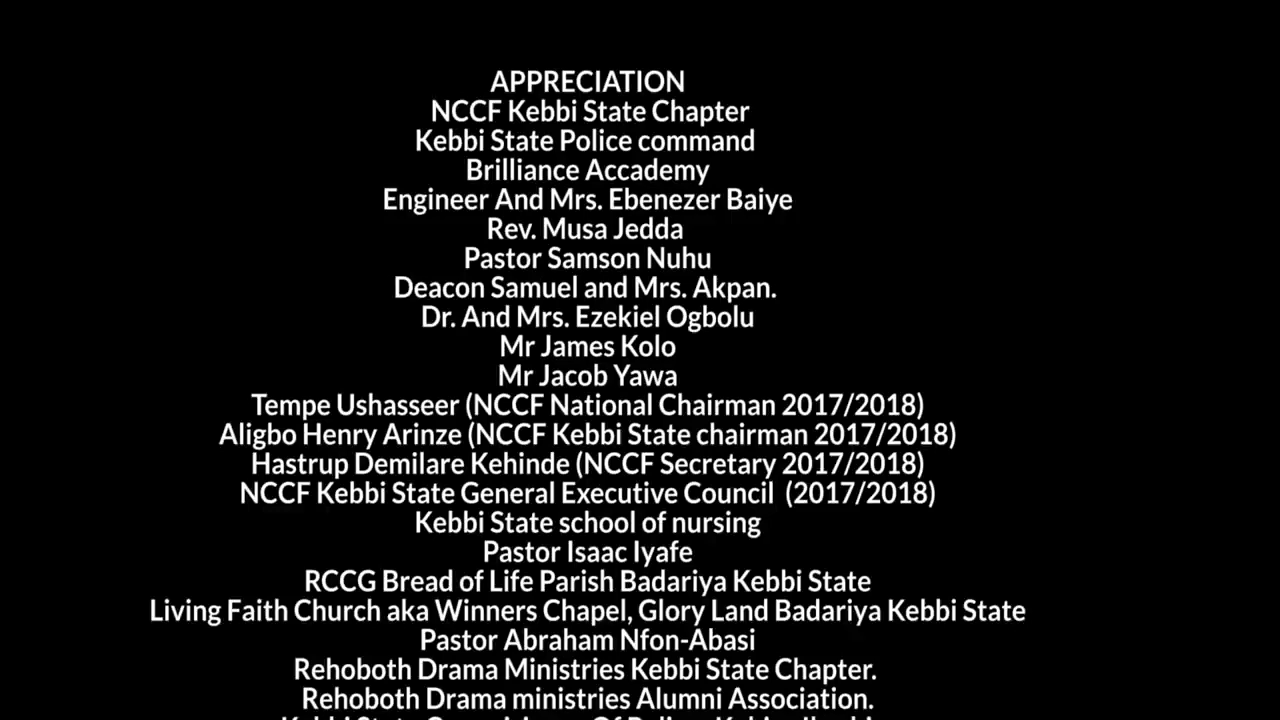 APPRECIATION
NCCF Kebbi State Chapter
Kebbi State Police command
Brilliance Accademy
Engineer And Mrs. Ebenezer Baiye
Rev. Musa Jedda
Pastor Samson Nuhu
Deacon Samuel and Mrs. Akpan.
Dr. And Mrs. Ezekiel Ogbolu
Mr James Kolo
Mr Jacob Yawa
Tempe Ushasseer (NCCF National Chairman 2017/2018)
Aligbo Henry Arinze (NCCF Kebbi State chairman 2017/2018)
Hastrup Demilare Kehinde (NCCF Secretary 2017/2018)
NCCF Kebbi State General Executive Council (2017/2018)
Kebbi State school of nursing
Pastor Isaac Iyafe
RCCG Bread of Life Parish Badariya Kebbi State
Living Faith Church aka Winners Chapel, Glory Land Badariya Kebbi State
Pastor Abraham Nfon-Abasi
Rehoboth Drama Ministries Kebbi State Chapter.
Rehoboth Drama ministries Alumni Association.
Kebbi State